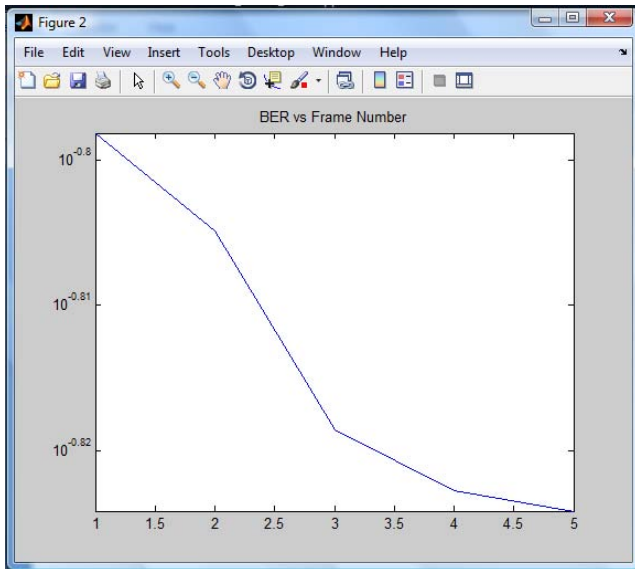 Figure 2
File Edit View Insert Tools Desktop Window Help
BER vs Frame Number
10^-0.8
10^-0.81
10^-0.82
1 1.5 2 2.5 3 3.5 4 4.5 5